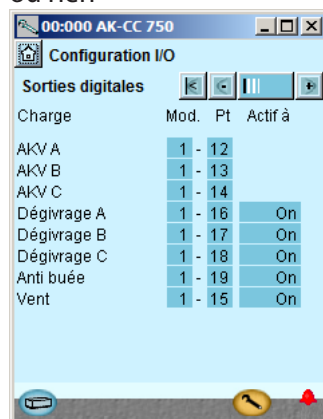 00:000 AK-CC 750
Configuration I/O
Sorties digitales
Charge Mod. Pt Actif à
AKV A 1 - 12
AKV B 1 - 13
AKV C 1 - 14
Dégivrage A 1 - 16 On
Dégivrage B 1 - 17 On
Dégivrage C 1 - 18 On
Anti buée 1 - 19 On
Vent 1 - 15 On